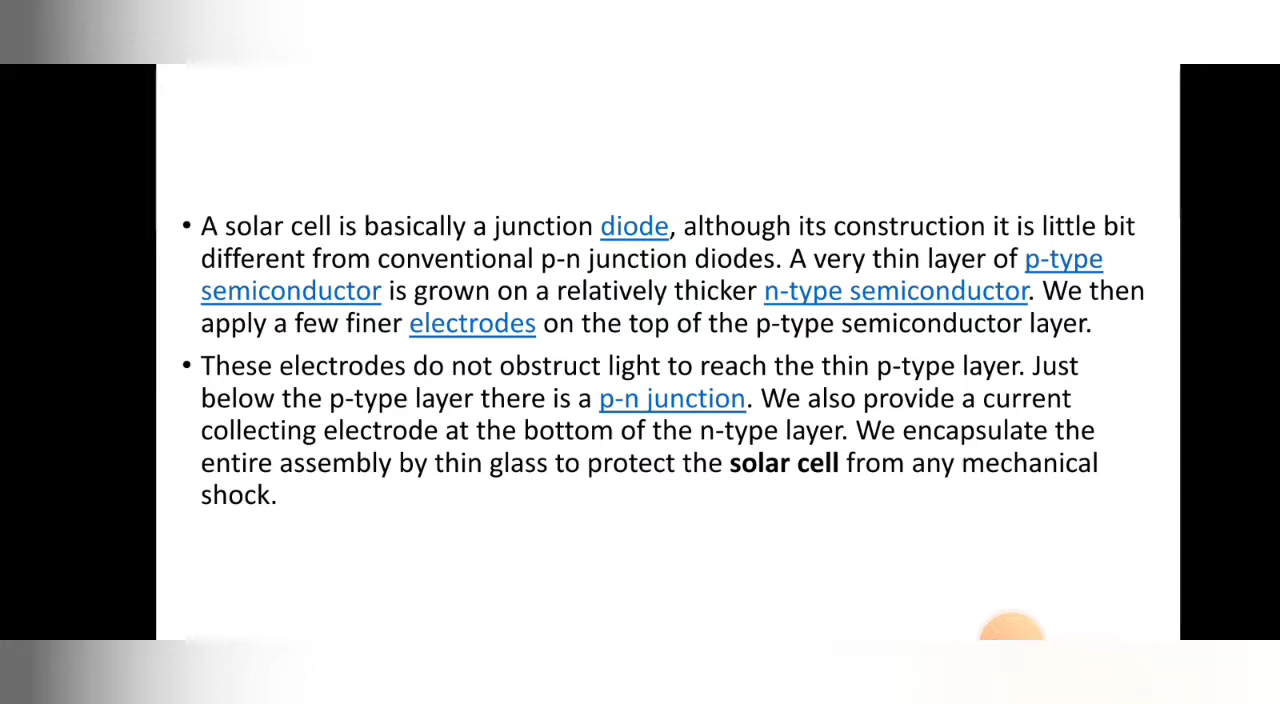 • A solar cell is basically a junction diode, although its construction it is little bit
different from conventional p-n junction diodes. A very thin layer of p-type
semiconductor is grown on a relatively thicker n-type semiconductor. We then
apply a few finer electrodes on the top of the p-type semiconductor layer.
• These electrodes do not obstruct light to reach the thin p-type layer. Just
below the p-type layer there is a p-n junction. We also provide a current
collecting electrode at the bottom of the n-type layer. We encapsulate the
entire assembly by thin glass to protect the solar cell from any mechanical
shock.